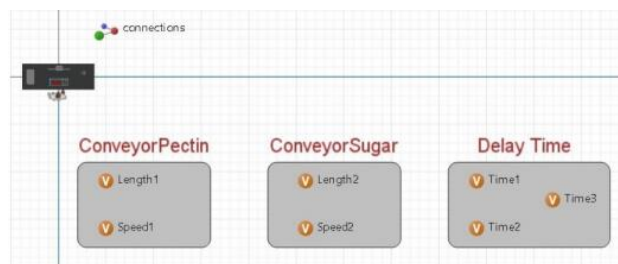 connections
ConveyorPectin ConveyorSugar Delay Time
V Length1 V Length2 V Time1
V Time3
V Speed1 V Speed2 V Time2